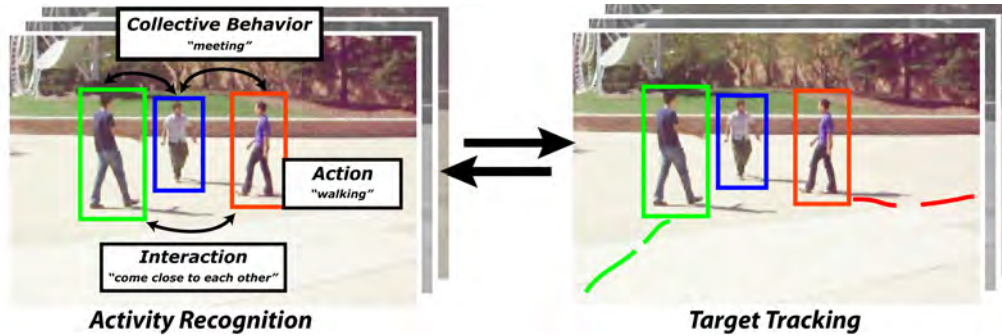 Collective Behavior
"meeting"
Action
"walking"
Interaction
"come close to each other"
Activity Recognition
Target Tracking